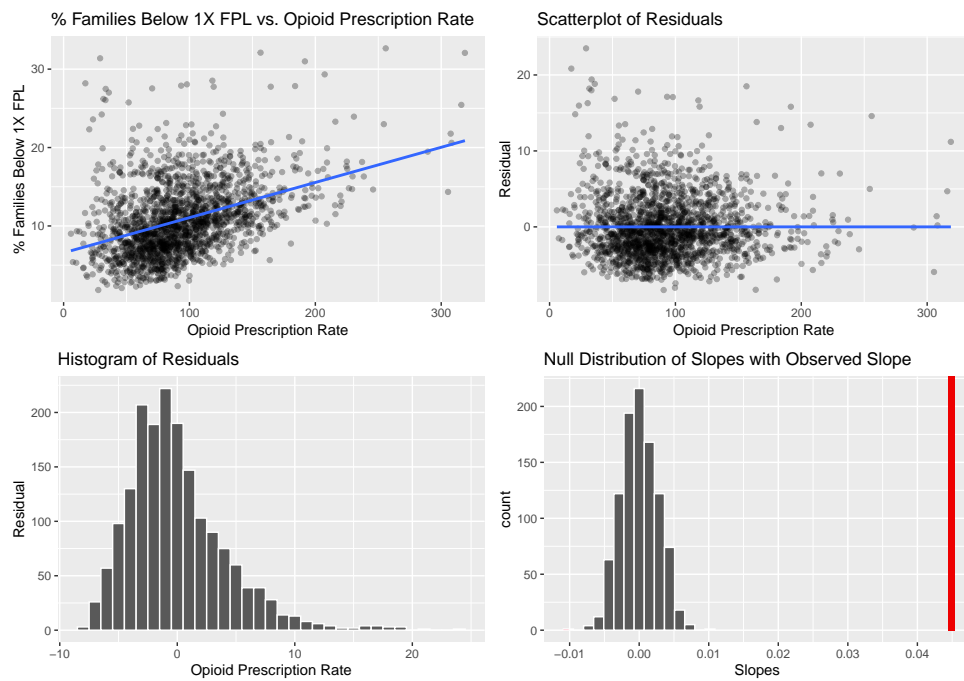 % Families Below 1X FPL vs. Opioid Prescription Rate
% Families Below 1X FPL
30
20
10
0
100
200
300
Opioid Prescription Rate
Scatterplot of Residuals
Residual
20
10
0
0
100
200
300
Opioid Prescription Rate
Histogram of Residuals
Residual
200
150
100
50
0
−10
0
10
20
Opioid Prescription Rate
Null Distribution of Slopes with Observed Slope
count
200
150
100
50
0
−0.01
0.00
0.01
0.02
0.03
0.04
Slopes